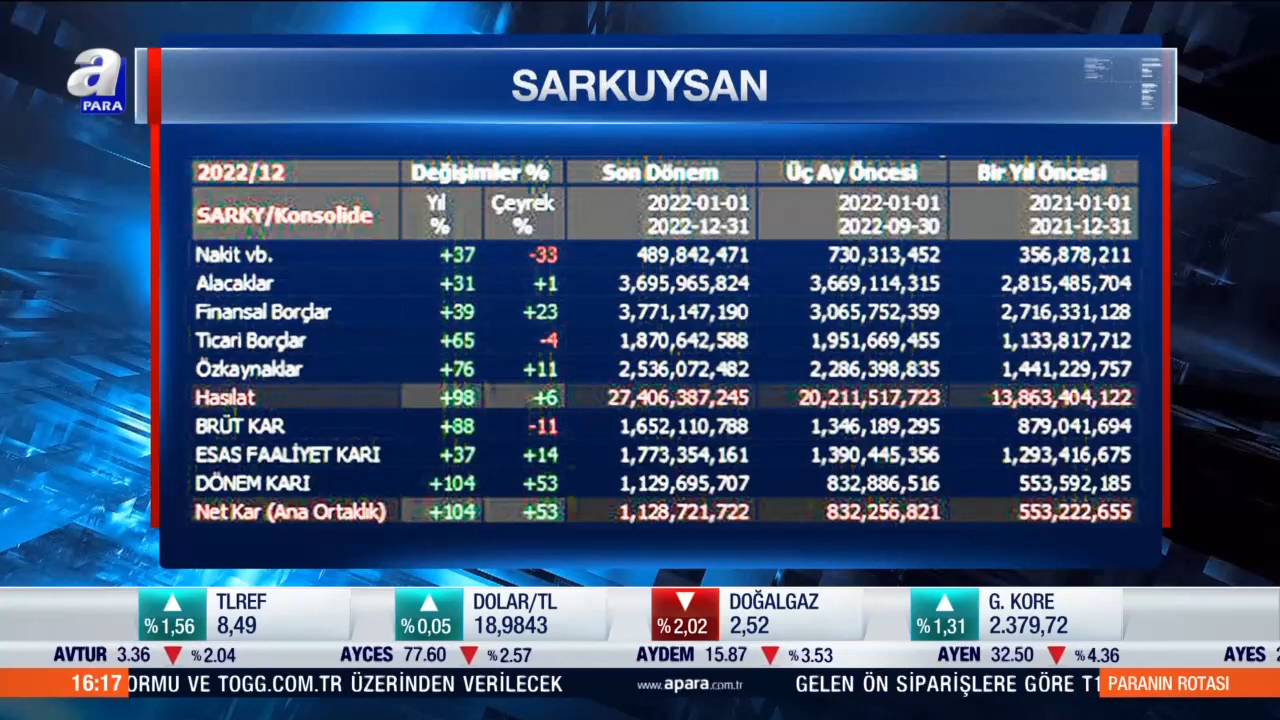 a
PARA
SARKUYSAN
2022/12 Değişimler % Son Dönem Üç Ay Öncesi Bir Yıl Öncesi
SARKY/Konsolide Yıl % Çeyrek % 2022-01-01 2022-12-31 2022-01-01 2022-09-30 2021-01-01 2021-12-31
Nakit vb. +37 -33 489,842,471 730,313,452 356,878,211
Alacaklar +31 +1 3,695,965,824 3,669,114,315 2,815,485,704
Finansal Borçlar +39 +23 3,771,147,190 3,065,752,359 2,716,331,128
Ticari Borçlar +65 -4 1,870,642,588 1,951,669,455 1,133,817,712
Özkaynaklar +76 +11 2,536,072,482 2,286,398,835 1,441,229,757
Hasılat +98 +6 27,406,387,245 20,211,517,723 13,863,404,122
BRÜT KAR +88 -11 1,652,110,788 1,346,189,295 879,041,694
ESAS FAALİYET KARI +37 +14 1,773,354,161 1,390,445,356 1,293,416,675
DÖNEM KARI +104 +53 1,129,695,707 832,886,516 553,592,185
Net Kar (Ana Ortaklık) +104 +53 1,128,721,722 832,256,821 553,222,655
%1,56 TLREF 8,49 %0,05 DOLAR/TL 18,9843 %2,02 DOĞALGAZ 2,52 %1,31 G. KORE 2.379,72
AVTUR 3.36 %2.04 AYCES 77.60 %2.57 AYDEM 15.87 %3.53 AYEN 32.50 %4.36 AYES 2
16:17 ORMU VE TOGG.COM.TR ÜZERİNDEN VERİLECEK www.apara.com.tr GELEN ÖN SİPARİŞLERE GÖRE T1 PARANIN ROTASI